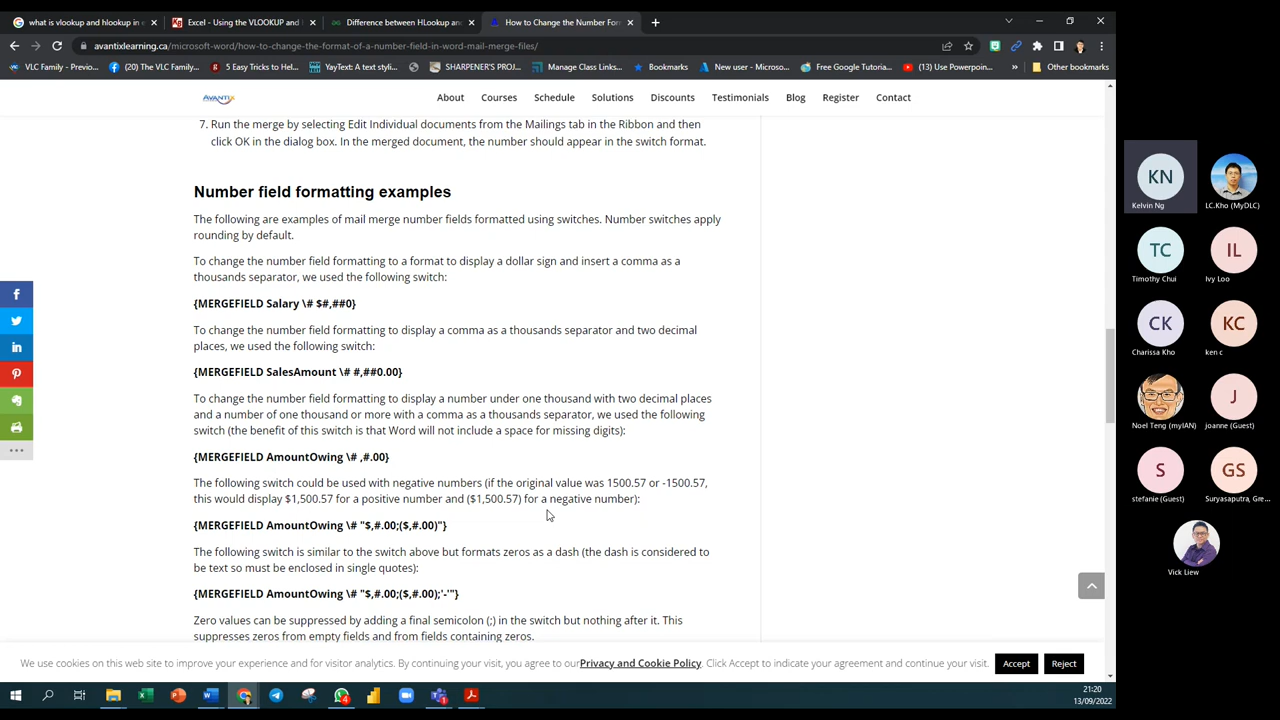 what is vlookup and hlookup in e
Excel - Using the VLOOKUP and
Difference between HLookup and
How to Change the Number For
avantixlearning.ca/microsoft-word/how-to-change-the-format-of-a-number-field-in-word-mail-merge-files/
VLC Family - Previo...
(20) The VLC Family...
5 Easy Tricks to Hel...
YayText: A text styli...
SHARPENER'S PROJ...
Manage Class Links...
Bookmarks
New user - Microso...
Free Google Tutoria...
(13) Use Powerpoin...
Other bookmarks
AVANTIX
About
Courses
Schedule
Solutions
Discounts
Testimonials
Blog
Register
Contact
7. Run the merge by selecting Edit Individual documents from the Mailings tab in the Ribbon and then
click OK in the dialog box. In the merged document, the number should appear in the switch format.
Number field formatting examples
The following are examples of mail merge number fields formatted using switches. Number switches apply
rounding by default.
To change the number field formatting to a format to display a dollar sign and insert a comma as a
thousands separator, we used the following switch:
{MERGEFIELD Salary \# $#,##0}
To change the number field formatting to display a comma as a thousands separator and two decimal
places, we used the following switch:
{MERGEFIELD SalesAmount \# #,##0.00}
To change the number field formatting to display a number under one thousand with two decimal places
and a number of one thousand or more with a comma as a thousands separator, we used the following
switch (the benefit of this switch is that Word will not include a space for missing digits):
{MERGEFIELD AmountOwing \# ,#.00}
The following switch could be used with negative numbers (if the original value was 1500.57 or -1500.57,
this would display $1,500.57 for a positive number and ($1,500.57) for a negative number):
{MERGEFIELD AmountOwing \# "$,#.00;($,#.00)"}
The following switch is similar to the switch above but formats zeros as a dash (the dash is considered to
be text so must be enclosed in single quotes):
{MERGEFIELD AmountOwing \# "$,#.00;($,#.00);'-'"}
Zero values can be suppressed by adding a final semicolon (;) in the switch but nothing after it. This
suppresses zeros from empty fields and from fields containing zeros.
We use cookies on this web site to improve your experience and for visitor analytics. By continuing your visit, you agree to our Privacy and Cookie Policy. Click Accept to indicate your agreement and continue your visit.
Accept
Reject
21:20
13/09/2022
KN
Kelvin Ng
LC.Kho (MyDLC)
TC
Timothy Chui
IL
Ivy Loo
CK
Charissa Kho
KC
ken c
Noel Teng (myIAN)
J
joanne (Guest)
S
stefanie (Guest)
GS
Suryasaputra, Gre...
Vick Liew